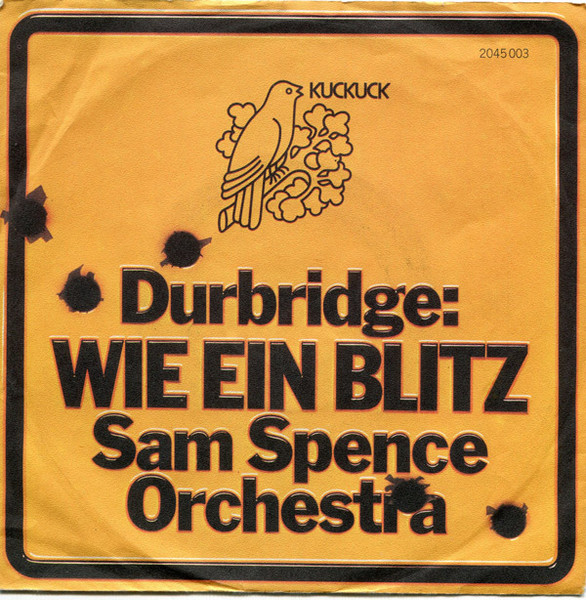 2045 003
KUCKUCK
Durbridge:
WIE EIN BLITZ
Sam Spence
Orchestra